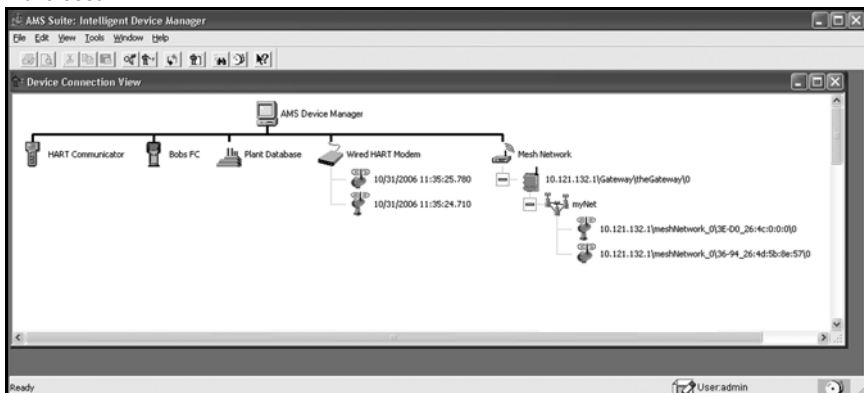 AMS Suite: Intelligent Device Manager
File Edit View Tools Window Help
Device Connection View
AMS Device Manager
HART Communicator
Bobs FC
Plant Database
Wired HART Modem
Mesh Network
10/31/2006 11:35:25.780
10.121.132.1\Gateway\theGateway\0
10/31/2006 11:35:24.710
myNet
10.121.132.1\meshNetwork_0\3E-D0_26:4c:0:0:0\0
10.121.132.1\meshNetwork_0\36-94_26:4d:5b:8e:57\0
Ready
User:admin